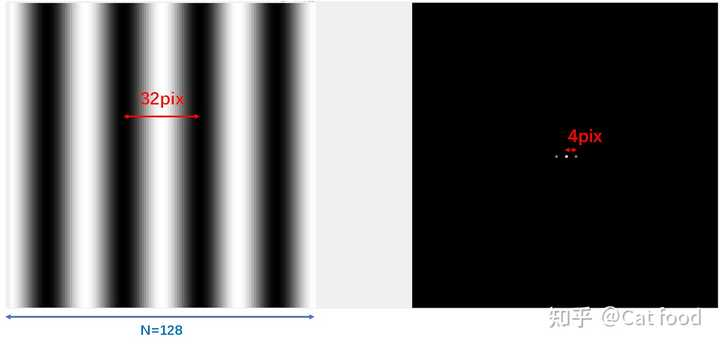 32pix
4pix
N=128
知乎 @Cat food